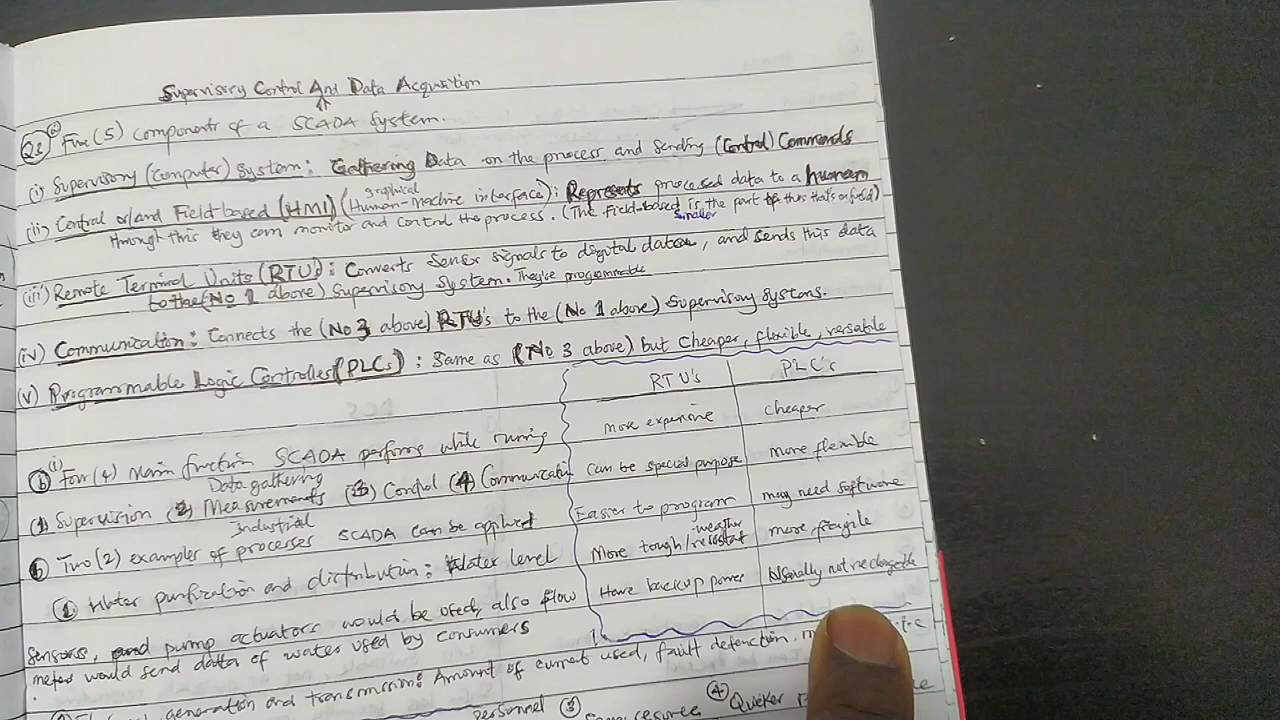 Supervisory Control And Data Acquisition
Q2 (a) Five (5) components of a SCADA System.
(i) Supervisory (Computer) System: Gathering Data on the process and Sending (Control) Commands
(ii) Control or/and Field-based (HMI) (graphical Human-Machine interface): Represents processed data to a human
through this they can monitor and control the process. (The Field-based is the smaller part of this that's on field)
(iii) Remote Terminal Units (RTU): Converts Sensor signals to digital data, and sends this data
to the (No 1 above) Supervisory System. They're programmable
(iv) Communication: Connects the (No 3 above) RTU's to the (No 1 above) Supervisory Systems.
(v) Programmable Logic Controller (PLCs): Same as (No 3 above) but Cheaper, flexible, versatile
RTU's PLC's
more expensive cheaper
can be special purpose more flexible
Easier to program may need software
More tough/weather-resistat more fragile
Have backup power Usually not rechargeable
(b) (i) Four (4) Main function SCADA performs while runing
(1) Supervision (2) Data gathering Measurements (3) Control (4) Communication
(b) Two (2) examples of Industrial processes SCADA can be applied
(1) Water purification and distribution: Water level
Sensors, and pump actuators would be used, also flow
meters would send data of water used by consumers
generation and transmission: Amount of current used, fault detection,
personnel (3) (4) Quicker